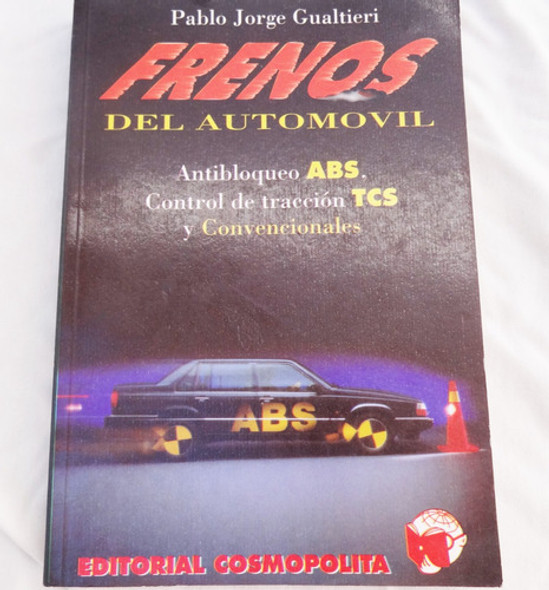 Pablo Jorge Gualtieri
FRENOS
DEL AUTOMOVIL
Antibloqueo ABS,
Control de tracción TCS
y Convencionales
ABS
EDITORIAL COSMOPOLITA